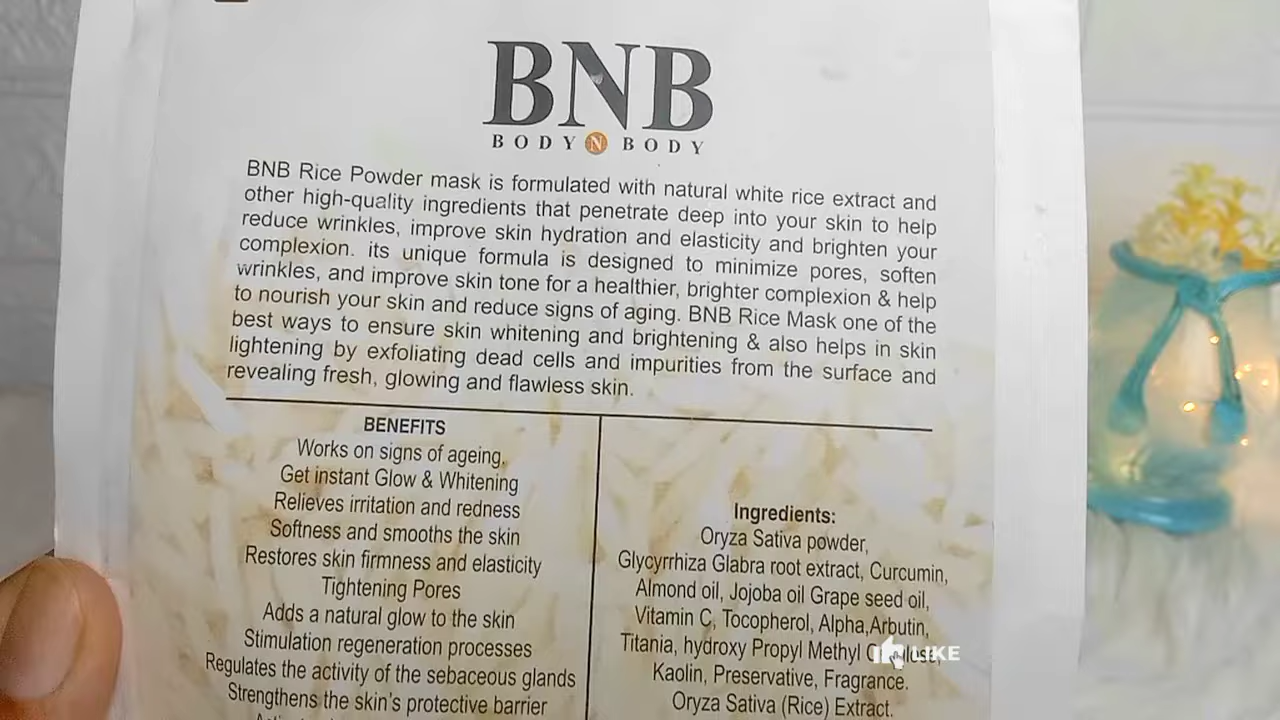 BNB
BODY N BODY
BNB Rice Powder mask is formulated with natural white rice extract and
other high-quality ingredients that penetrate deep into your skin to help
reduce wrinkles, improve skin hydration and elasticity and brighten your
complexion. its unique formula is designed to minimize pores, soften
wrinkles, and improve skin tone for a healthier, brighter complexion & help
to nourish your skin and reduce signs of aging. BNB Rice Mask one of the
best ways to ensure skin whitening and brightening & also helps in skin
lightening by exfoliating dead cells and impurities from the surface and
revealing fresh, glowing and flawless skin.
BENEFITS
Works on signs of ageing,
Get instant Glow & Whitening
Relieves irritation and redness
Softness and smooths the skin
Restores skin firmness and elasticity
Tightening Pores
Adds a natural glow to the skin
Stimulation regeneration processes
Regulates the activity of the sebaceous glands
Strengthens the skin's protective barrier
Ingredients:
Oryza Sativa powder,
Glycyrrhiza Glabra root extract, Curcumin,
Almond oil, Jojoba oil Grape seed oil,
Vitamin C, Tocopherol, Alpha,Arbutin,
Titania, hydroxy Propyl Methyl
Kaolin, Preservative, Fragrance.
Oryza Sativa (Rice) Extract.
LIKE